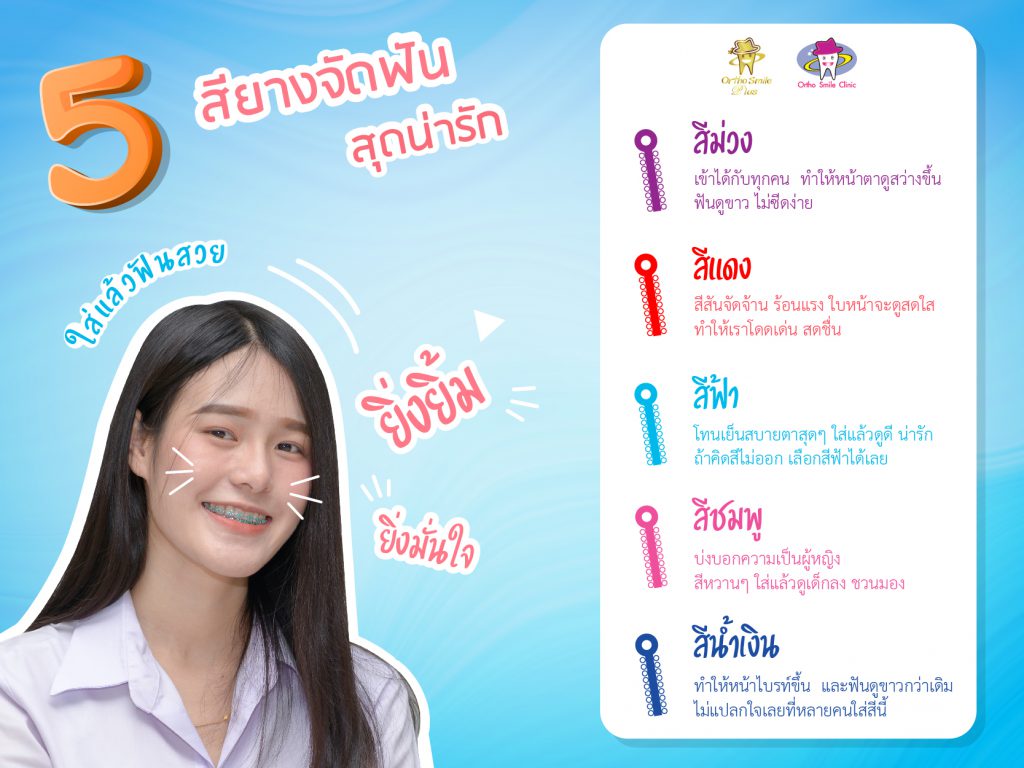 5
สียางจัดฟัน
สุดน่ารัก
ใส่แล้วฟันสวย
ยิ่งยิ้ม
ยิ่งมั่นใจ
Ortho Smile
Plus
Ortho Smile Clinic
สีม่วง
เข้าได้กับทุกคน ทำให้หน้าตาดูสว่างขึ้น
ฟันดูขาว ไม่ซีดง่าย
สีแดง
สีสันจัดจ้าน ร้อนแรง ใบหน้าจะดูสดใส
ทำให้เราโดดเด่น สดชื่น
สีฟ้า
โทนเย็นสบายตาสุดๆ ใส่แล้วดูดี น่ารัก
ถ้าคิดสีไม่ออก เลือกสีฟ้าได้เลย
สีชมพู
บ่งบอกความเป็นผู้หญิง
สีหวานๆ ใส่แล้วดูเด็กลง ชวนมอง
สีน้ำเงิน
ทำให้หน้าไบรท์ขึ้น และฟันดูขาวกว่าเดิม
ไม่แปลกใจเลยที่หลายคนใส่สีนี้